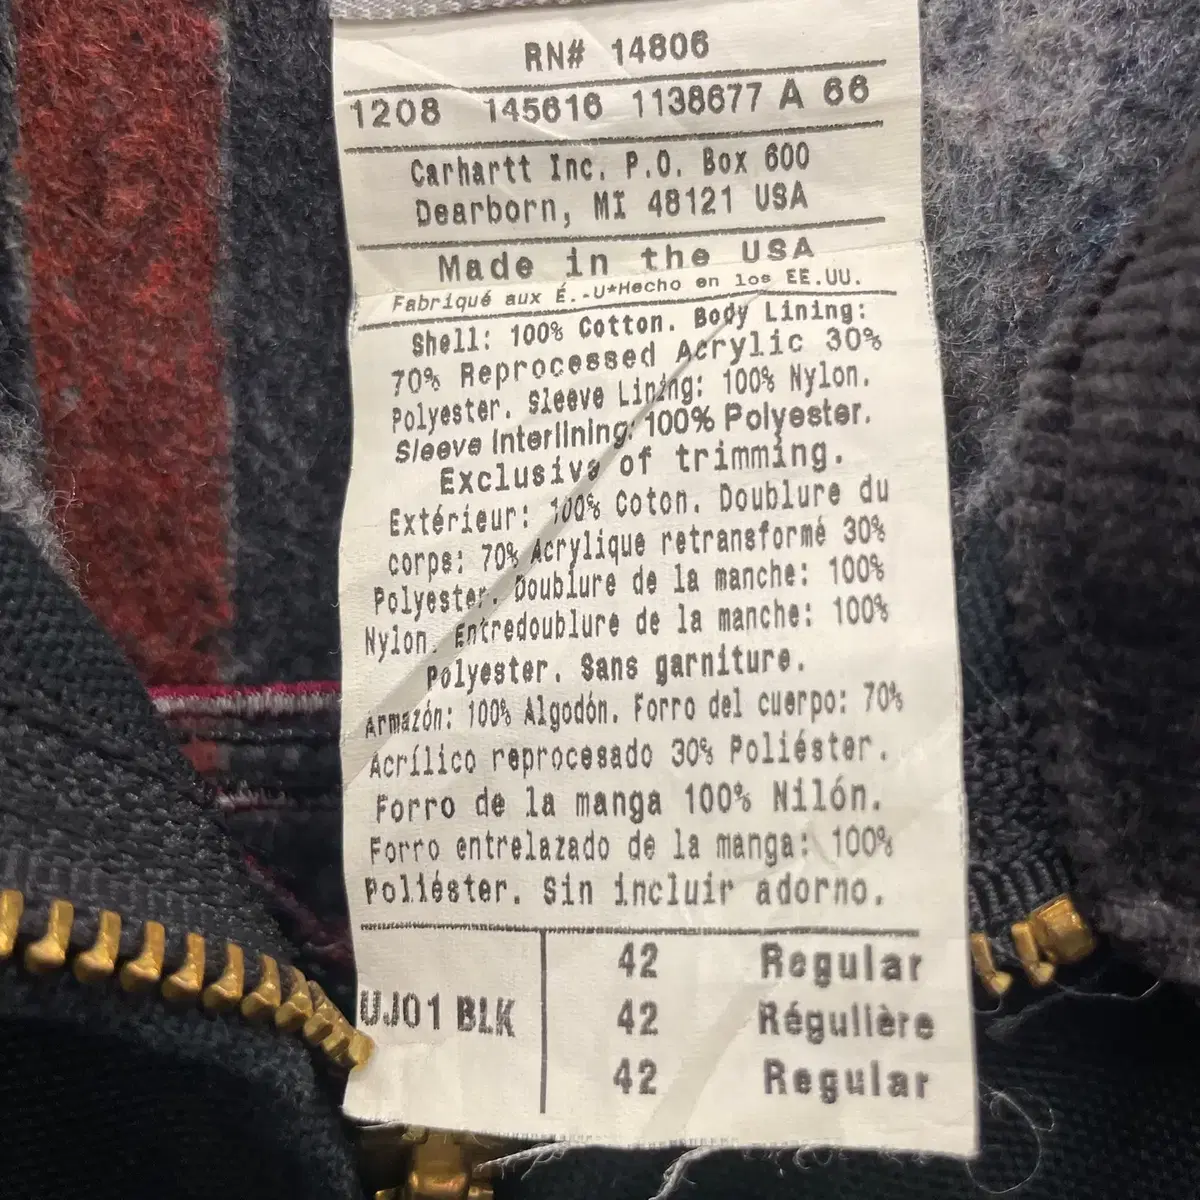 RN# 14806
1208 145616 1138677 A 66
Carhartt Inc. P.O. Box 600
Dearborn, MI 48121 USA
Made in the USA
Fabriqué aux É.-U*Hecho en los EE.UU.
Shell: 100% Cotton. Body Lining:
70% Reprocessed Acrylic 30%
Polyester. Sleeve Lining: 100% Nylon.
Sleeve Interlining: 100% Polyester.
Exclusive of trimming.
Extérieur: 100% Coton. Doublure du
corps: 70% Acrylique retransformé 30%
Polyester. Doublure de la manche: 100%
Nylon. Entredoublure de la manche: 100%
Polyester. Sans garniture.
Armazón: 100% Algodón. Forro del cuerpo: 70%
Acrílico reprocesado 30% Poliéster.
Forro de la manga 100% Nilón.
Forro entrelazado de la manga: 100%
Poliéster. Sin incluir adorno.
42 Regular
UJ01 BLK 42 Régulière
42 Regular